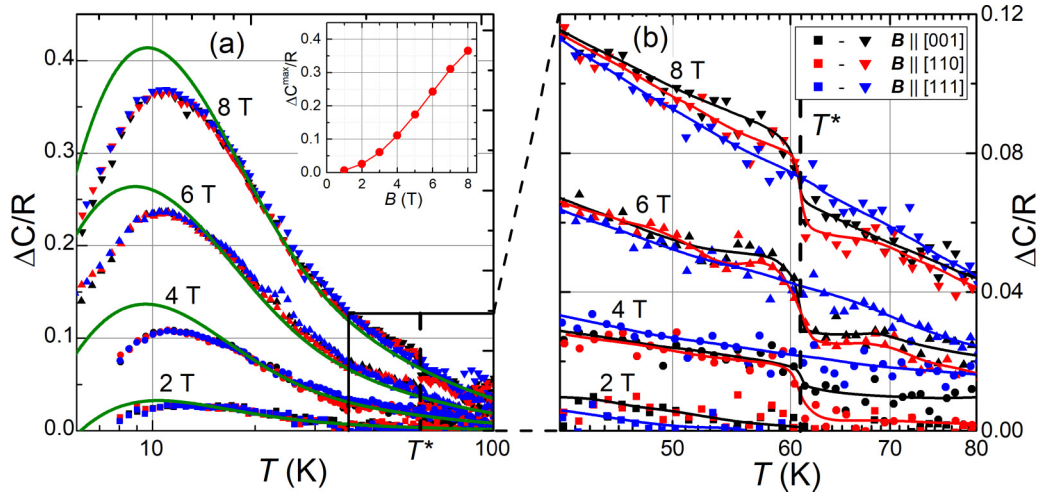 (a)
ΔC/R
0.4
0.3
0.2
0.1
0.0
8 T
6 T
4 T
2 T
10
100
T*
T (K)
ΔC^max/R
0.4
0.3
0.2
0.1
0.0
0 2 4 6 8
B (T)
(b)
0.12
0.08
0.04
0.00
ΔC/R
■ - ▼ B || [001]
■ - ▼ B || [110]
■ - ▼ B || [111]
T*
8 T
6 T
4 T
2 T
50 60 70 80
T (K)